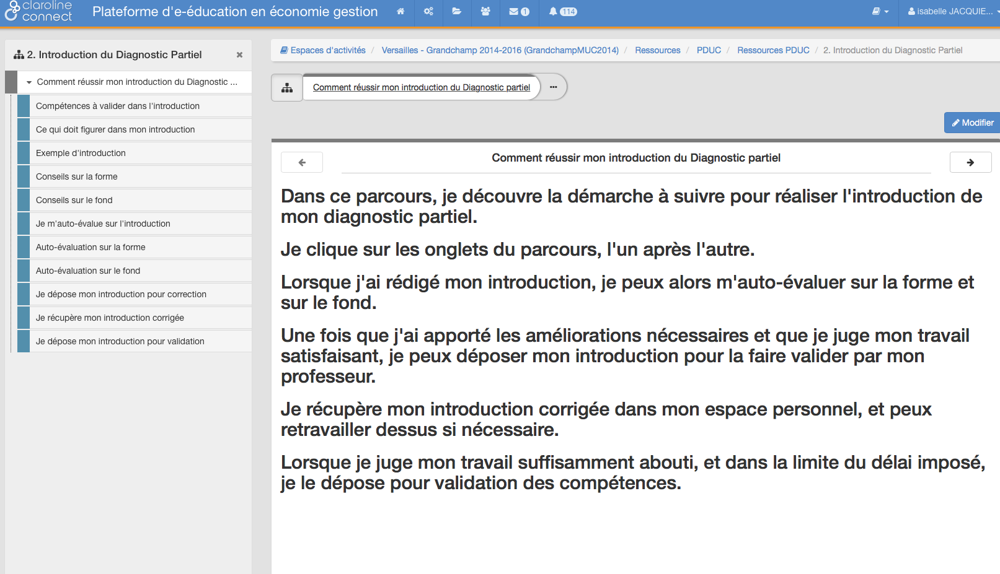 claroline
connect
Plateforme d'e-éducation en économie gestion
1
114
isabelle JACQUIE...
2. Introduction du Diagnostic Partiel
Comment réussir mon introduction du Diagnostic ...
Compétences à valider dans l'introduction
Ce qui doit figurer dans mon introduction
Exemple d'introduction
Conseils sur la forme
Conseils sur le fond
Je m'auto-évalue sur l'introduction
Auto-évaluation sur la forme
Auto-évaluation sur le fond
Je dépose mon introduction pour correction
Je récupère mon introduction corrigée
Je dépose mon introduction pour validation
Espaces d'activités / Versailles - Grandchamp 2014-2016 (GrandchampMUC2014) / Ressources / PDUC / Ressources PDUC / 2. Introduction du Diagnostic Partiel
Comment réussir mon introduction du Diagnostic partiel
Modifier
Comment réussir mon introduction du Diagnostic partiel
Dans ce parcours, je découvre la démarche à suivre pour réaliser l'introduction de
mon diagnostic partiel.
Je clique sur les onglets du parcours, l'un après l'autre.
Lorsque j'ai rédigé mon introduction, je peux alors m'auto-évaluer sur la forme et
sur le fond.
Une fois que j'ai apporté les améliorations nécessaires et que je juge mon travail
satisfaisant, je peux déposer mon introduction pour la faire valider par mon
professeur.
Je récupère mon introduction corrigée dans mon espace personnel, et peux
retravailler dessus si nécessaire.
Lorsque je juge mon travail suffisamment abouti, et dans la limite du délai imposé,
je le dépose pour validation des compétences.